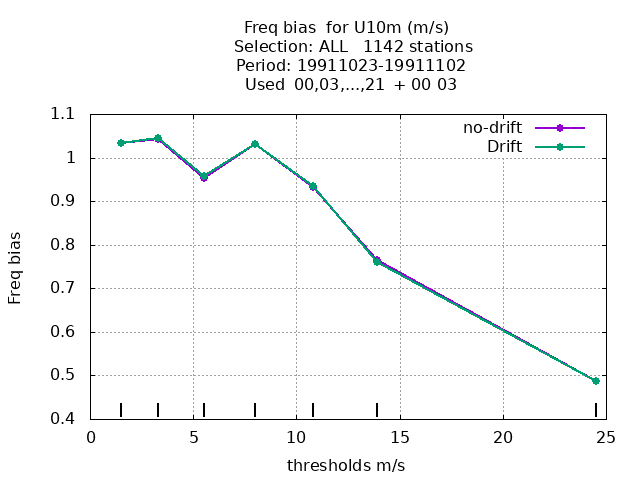 Freq bias  for U10m (m/s)
Selection: ALL   1142 stations
Period: 19911023-19911102
Used  00,03,...,21  + 00 03
no-drift
Drift
1.1
1
0.9
0.8
0.7
0.6
0.5
0.4
Freq bias
0 5 10 15 20 25
thresholds m/s